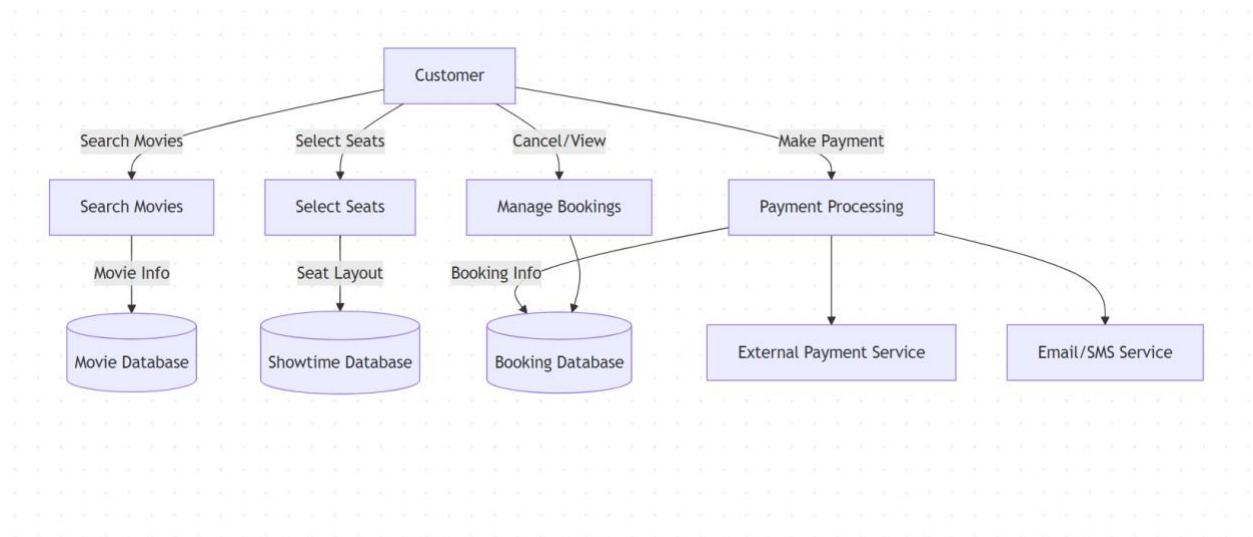 Customer
Search Movies
Select Seats
Cancel/View
Make Payment
Search Movies
Select Seats
Manage Bookings
Payment Processing
Movie Info
Seat Layout
Booking Info
Movie Database
Showtime Database
Booking Database
External Payment Service
Email/SMS Service